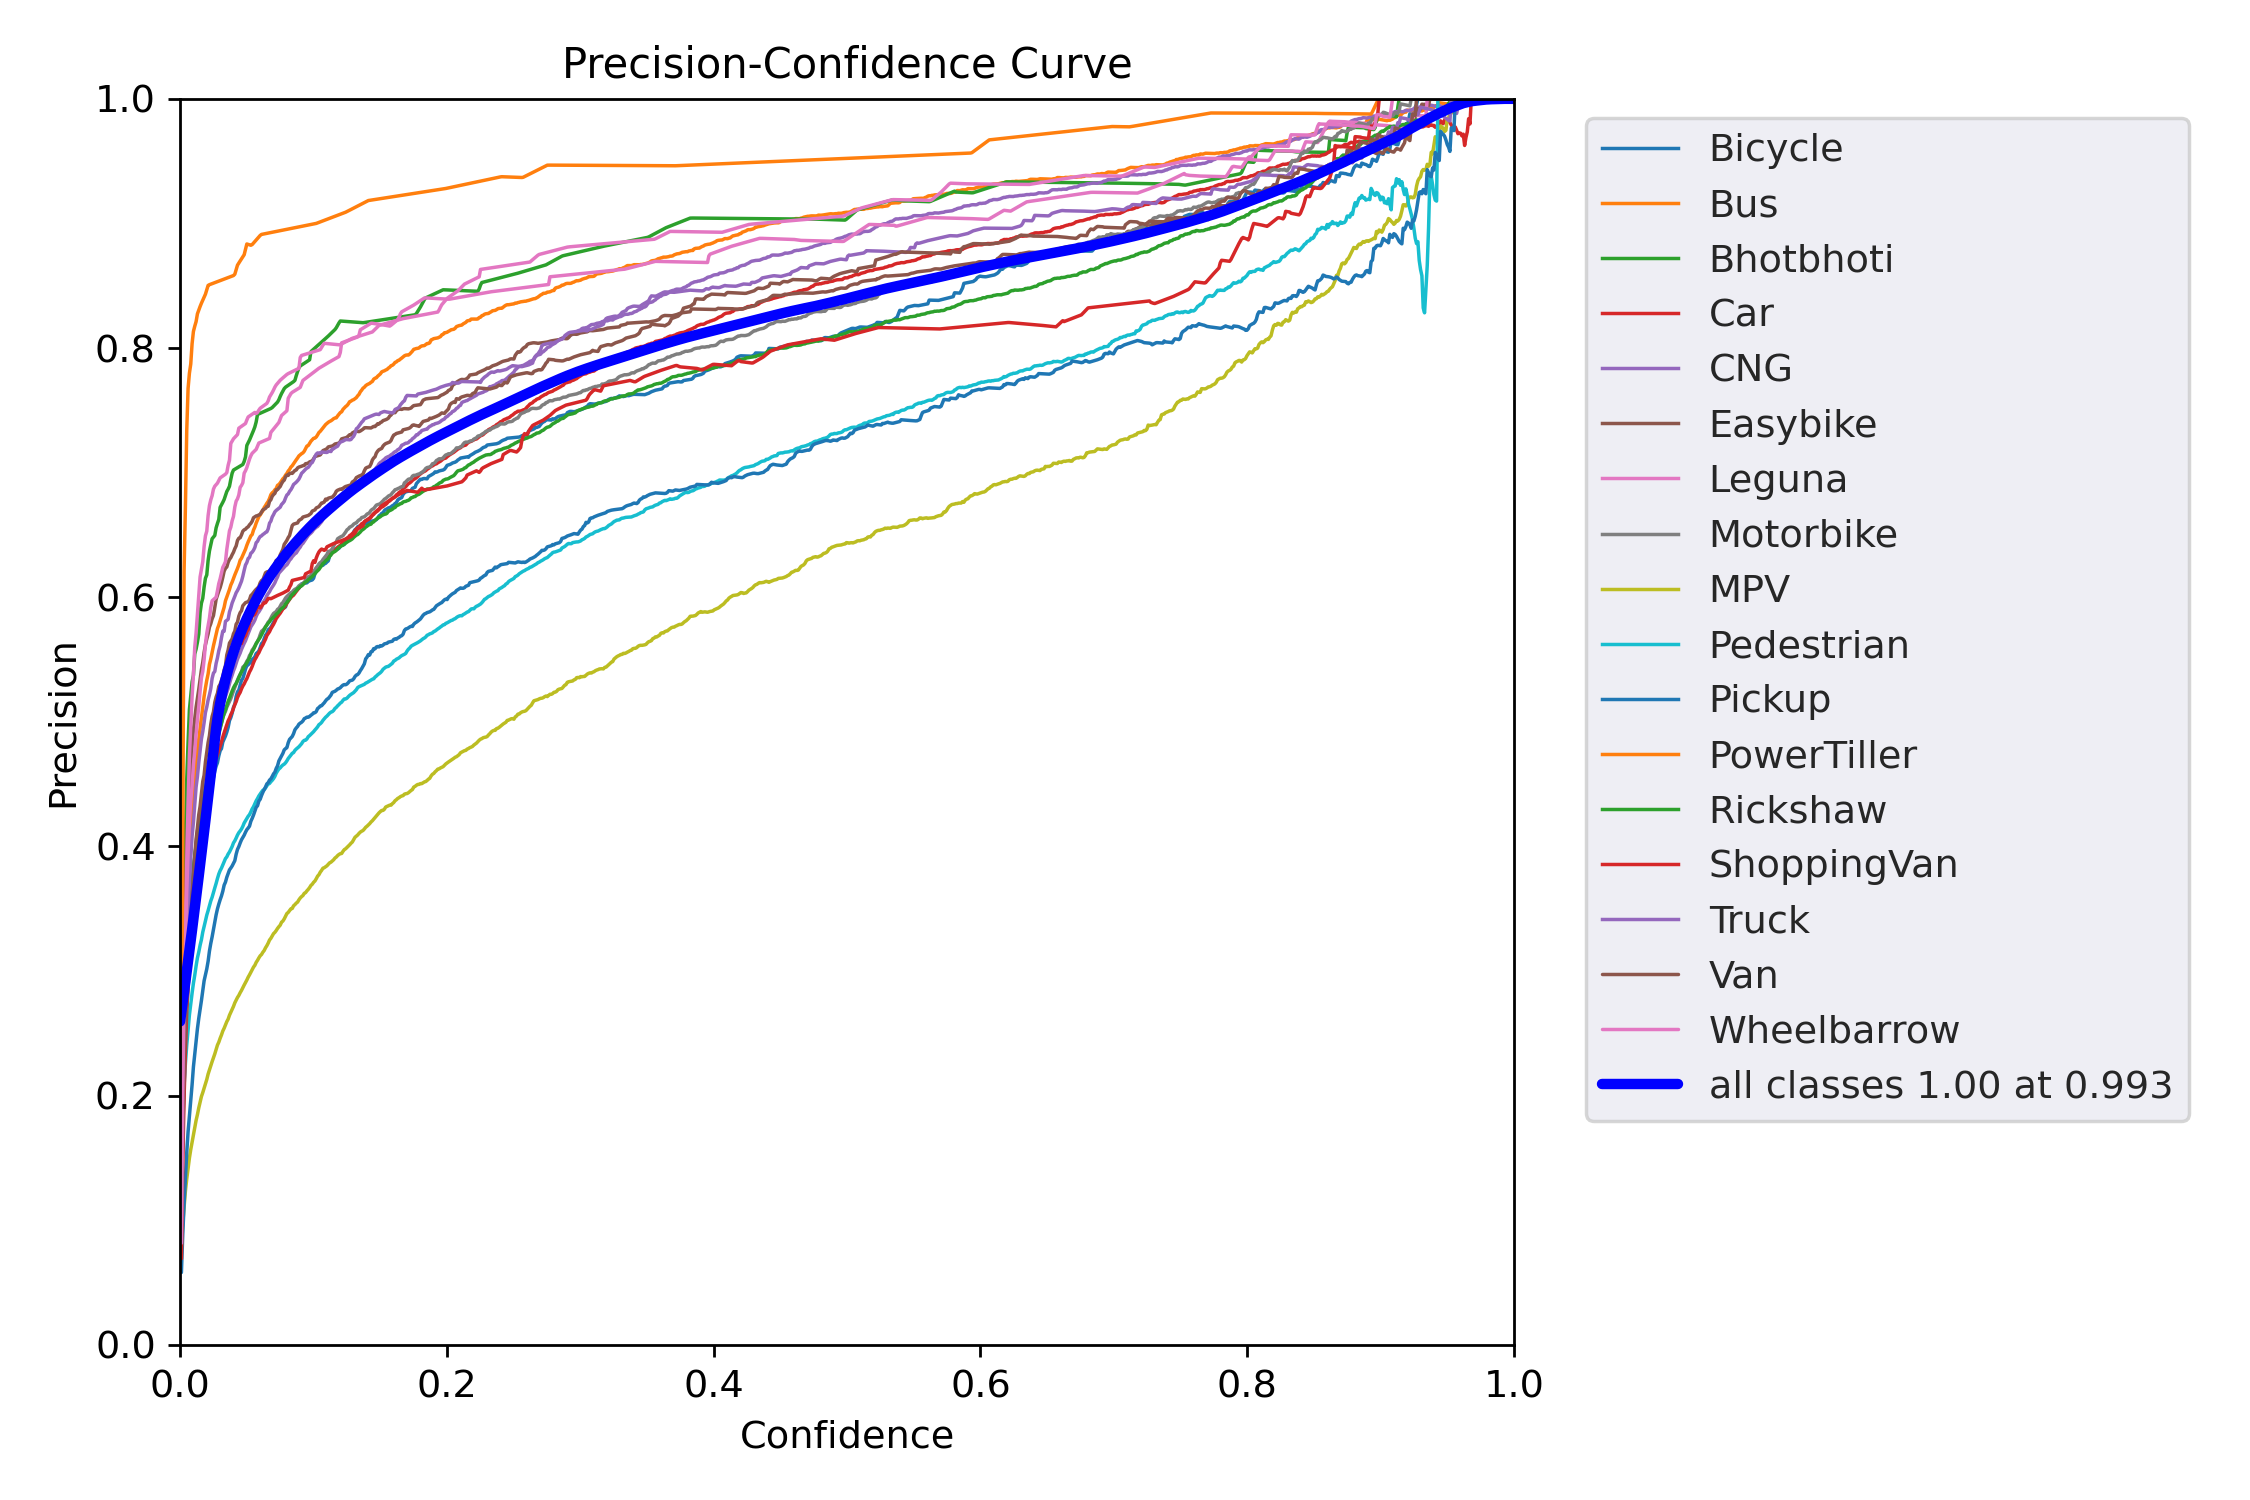 Precision-Confidence Curve
1.0
0.8
0.6
0.4
0.2
0.0
Precision
0.0 0.2 0.4 0.6 0.8 1.0
Confidence
Bicycle
Bus
Bhotbhoti
Car
CNG
Easybike
Leguna
Motorbike
MPV
Pedestrian
Pickup
PowerTiller
Rickshaw
ShoppingVan
Truck
Van
Wheelbarrow
all classes 1.00 at 0.993